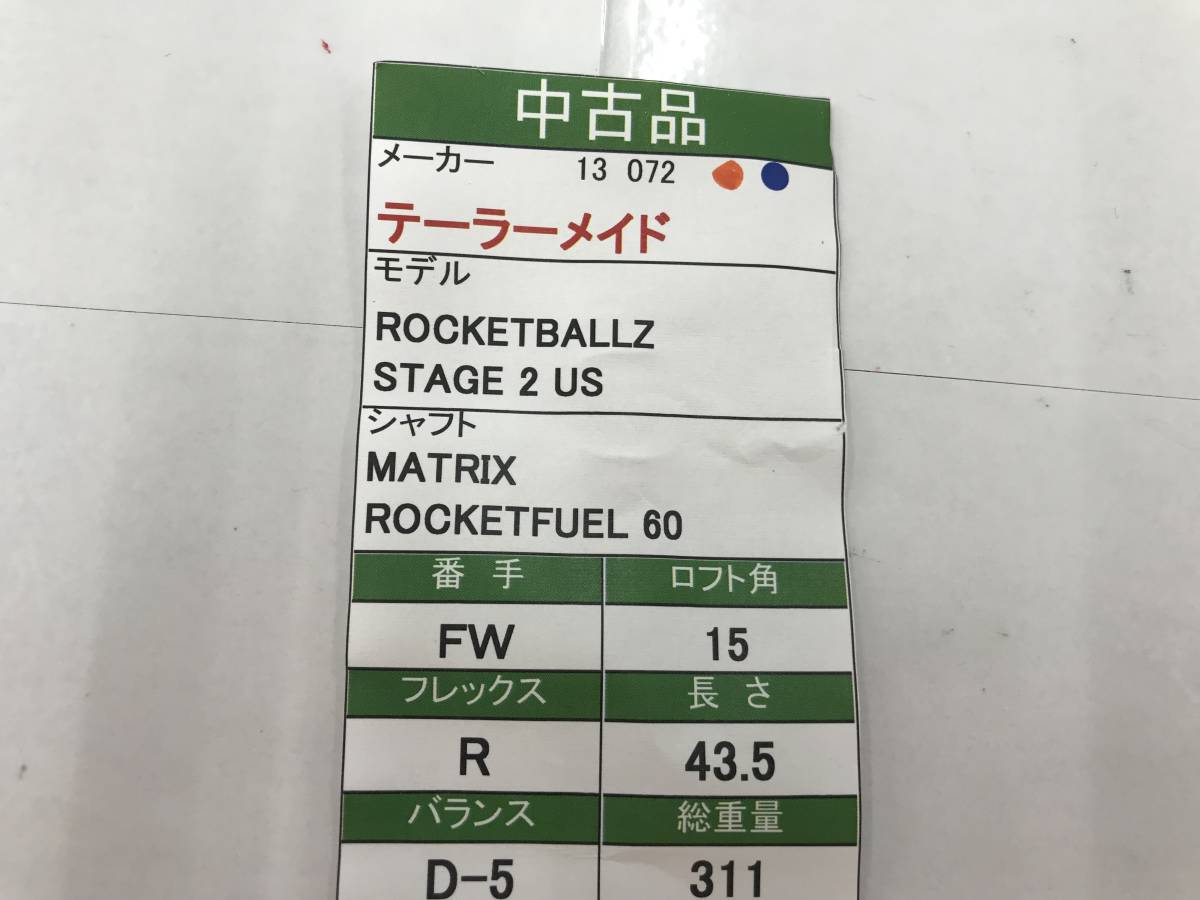 中古品
メーカー 13 072
テーラーメイド
モデル
ROCKETBALLZ
STAGE 2 US
シャフト
MATRIX
ROCKETFUEL 60
番手 ロフト角
FW 15
フレックス 長さ
R 43.5
バランス 総重量
D-5 311